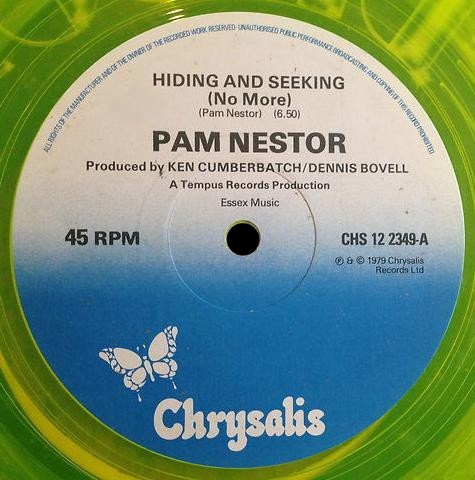 ALL RIGHTS OF THE MANUFACTURER AND OF THE OWNER OF THE RECORDED WORK RESERVED · UNAUTHORISED PUBLIC PERFORMANCE BROADCASTING AND COPYING OF THIS RECORD PROHIBITED
HIDING AND SEEKING
(No More)
(Pam Nestor) (6.50)
PAM NESTOR
Produced by KEN CUMBERBATCH/DENNIS BOVELL
A Tempus Records Production
Essex Music
45 RPM
CHS 12 2349-A
℗ & © 1979 Chrysalis
Records Ltd
Chrysalis